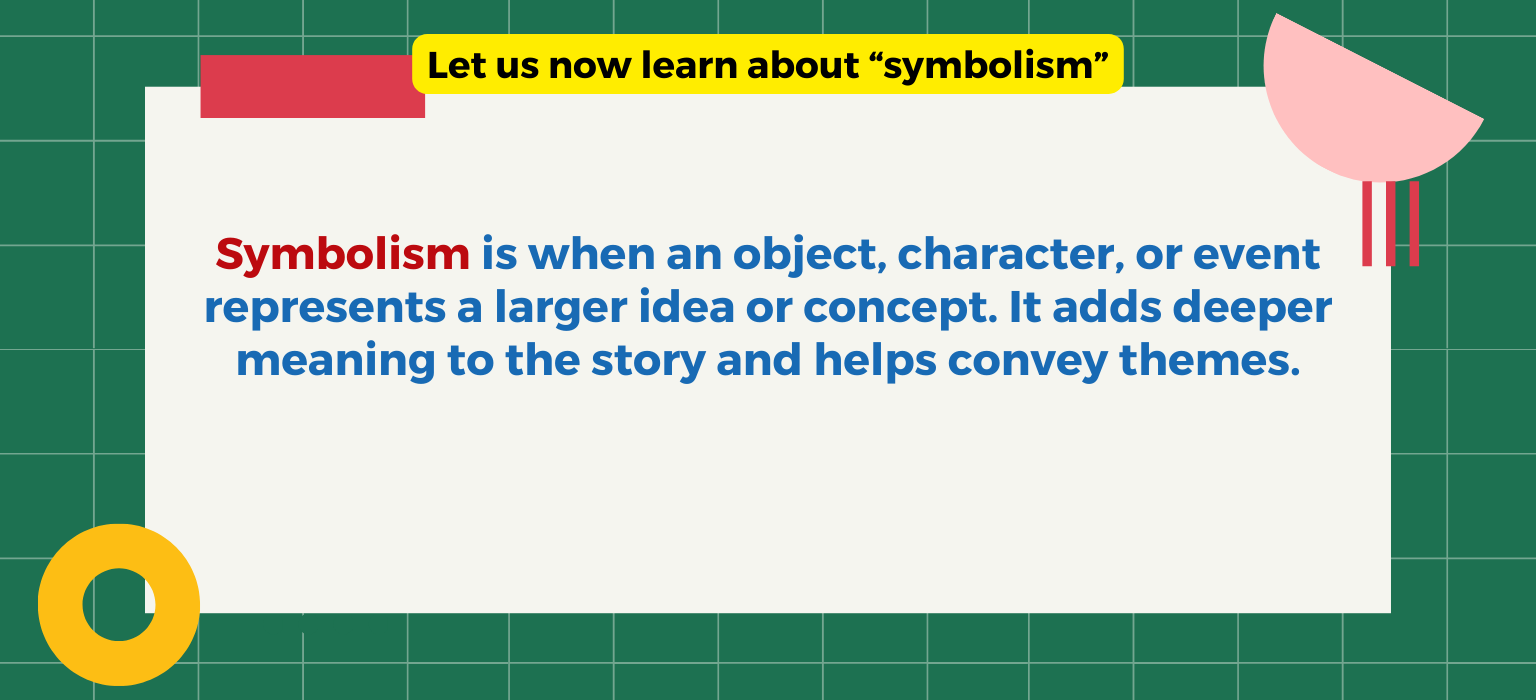 Let us now learn about “symbolism”
Symbolism is when an object, character, or event
represents a larger idea or concept. It adds deeper
meaning to the story and helps convey themes.